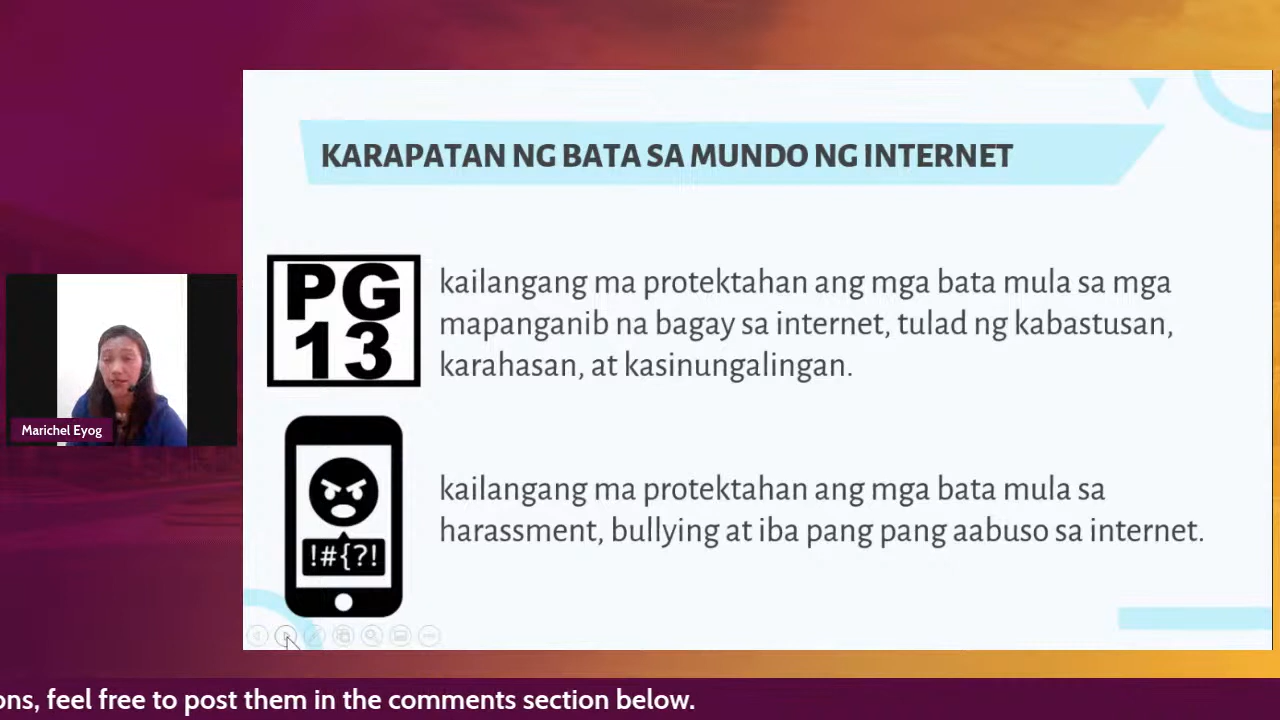 KARAPATAN NG BATA SA MUNDO NG INTERNET
PG
13
kailangang ma protektahan ang mga bata mula sa mga
mapanganib na bagay sa internet, tulad ng kabastusan,
karahasan, at kasinungalingan.
Marichel Eyog
!#{?!
kailangang ma protektahan ang mga bata mula sa
harassment, bullying at iba pang pang aabuso sa internet.
ons, feel free to post them in the comments section below.